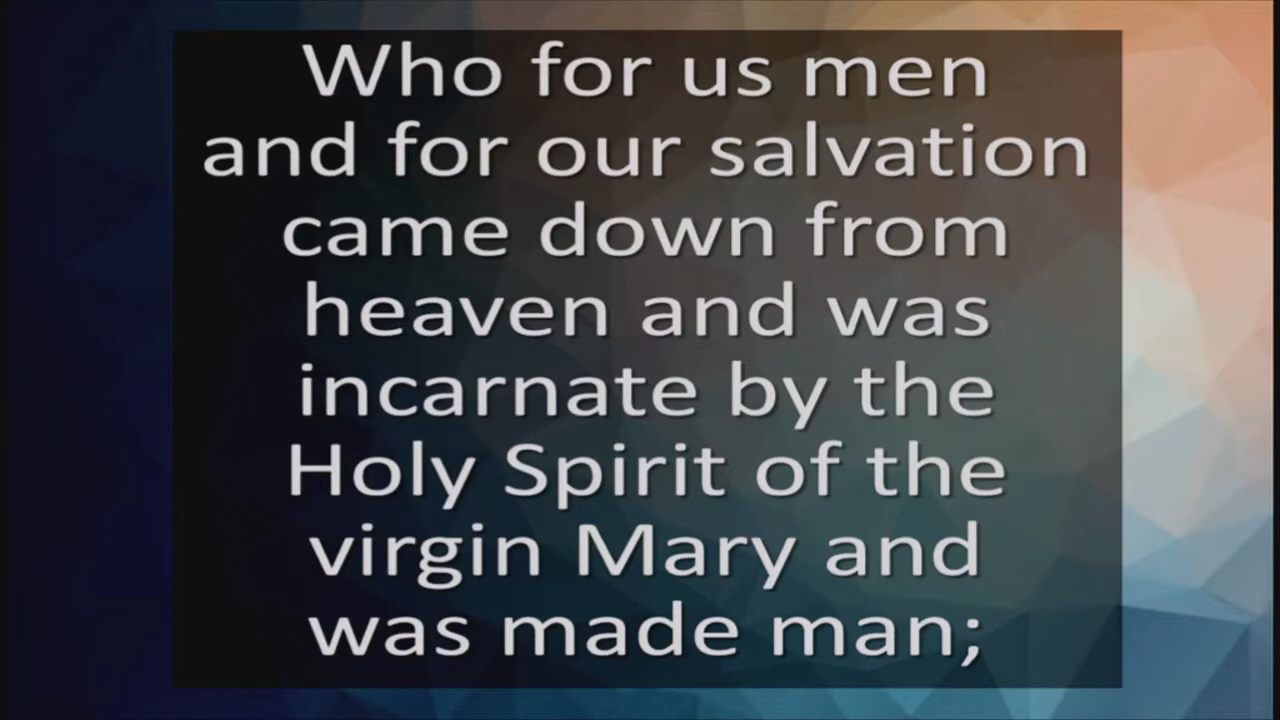 Who for us men
and for our salvation
came down from
heaven and was
incarnate by the
Holy Spirit of the
virgin Mary and
was made man;